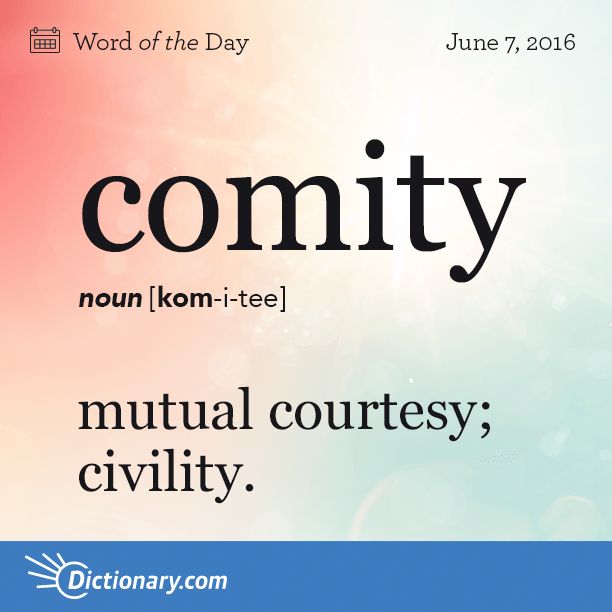 Word of the Day
June 7, 2016
comity
noun [kom-i-tee]
mutual courtesy;
civility.
Dictionary.com